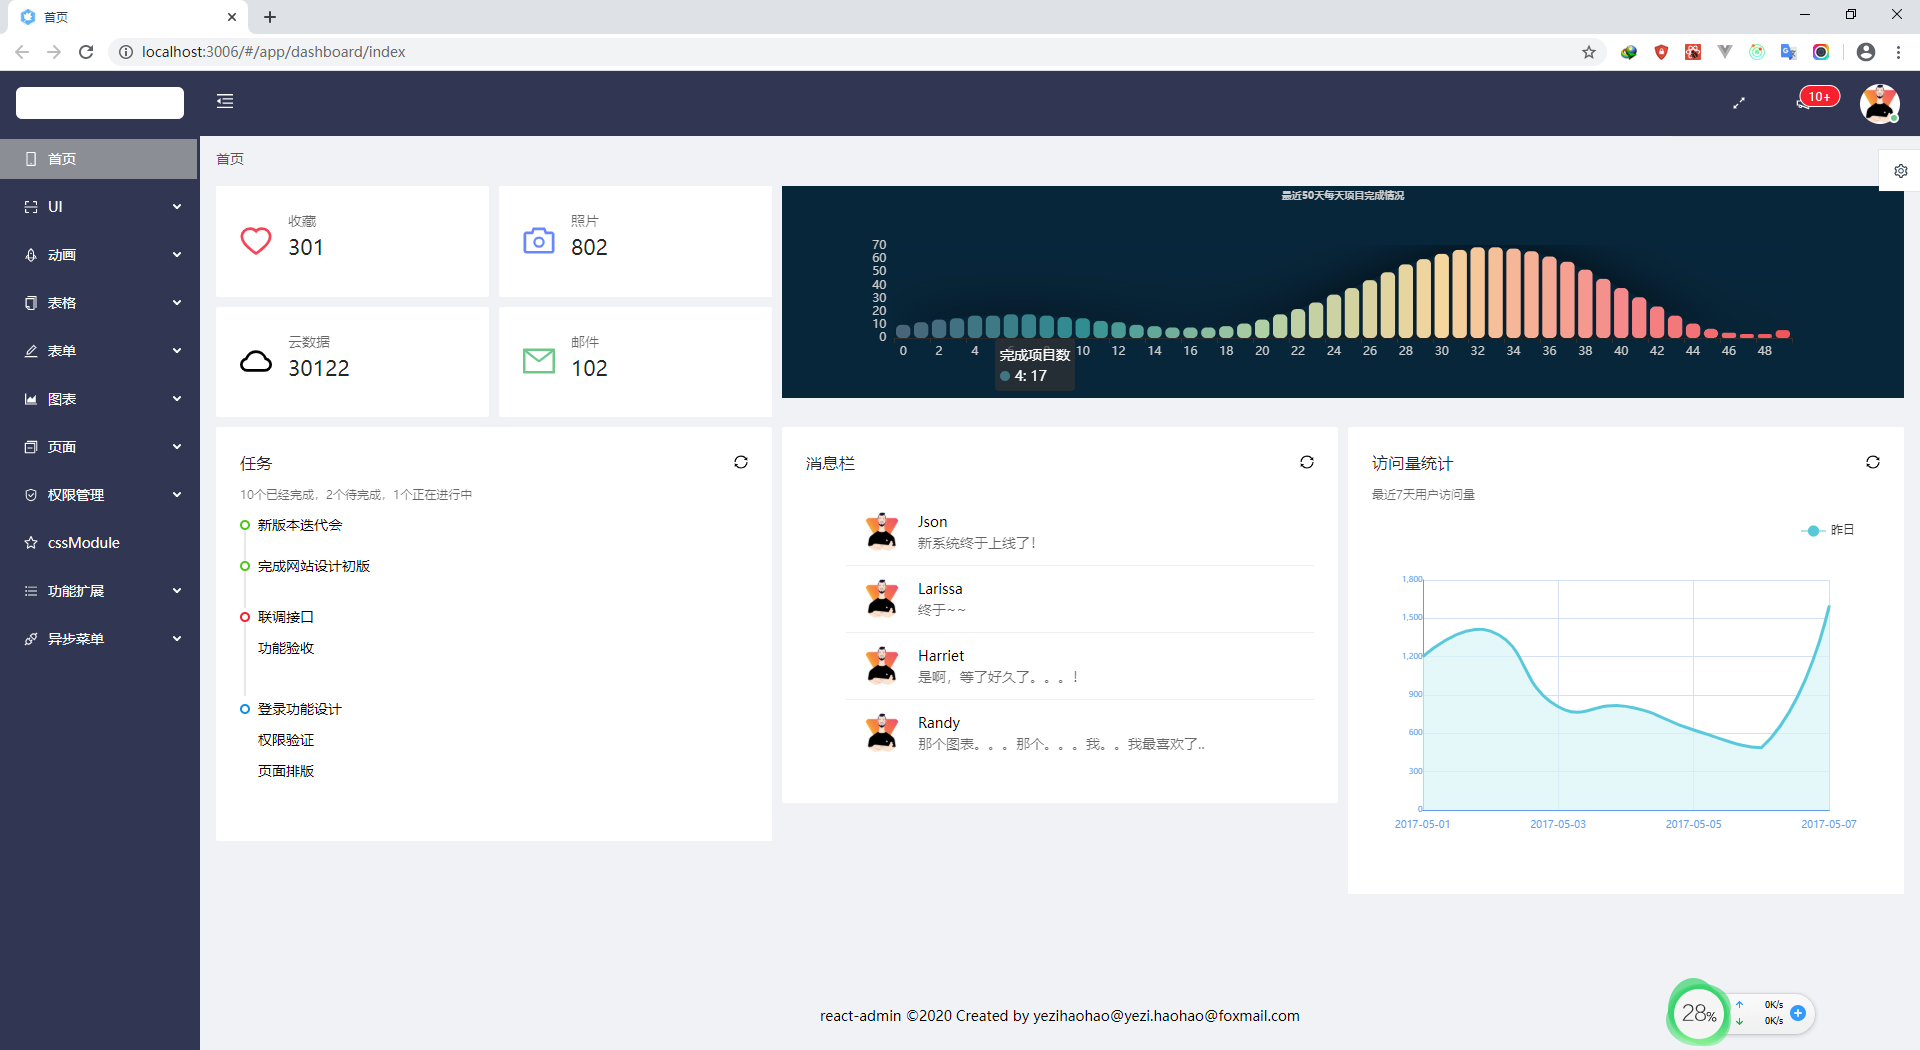 首页
localhost:3006/#/app/dashboard/index
10+
首页
UI
动画
表格
表单
图表
页面
权限管理
cssModule
功能扩展
异步菜单
首页
收藏
301
照片
802
云数据
30122
邮件
102
最近50天每天项目完成情况
70
60
50
40
30
20
10
0
0 2 4 10 12 14 16 18 20 22 24 26 28 30 32 34 36 38 40 42 44 46 48
完成项目数
4: 17
任务
10个已经完成，2个待完成，1个正在进行中
新版本迭代会
完成网站设计初版
联调接口
功能验收
登录功能设计
权限验证
页面排版
消息栏
Json
新系统终于上线了！
Larissa
终于~~
Harriet
是啊，等了好久了。。。！
Randy
那个图表。。。那个。。。我。。我最喜欢了..
访问量统计
最近7天用户访问量
昨日
1,800
1,500
1,200
900
600
300
0
2017-05-01 2017-05-03 2017-05-05 2017-05-07
react-admin ©2020 Created by yezihaohao@yezi.haohao@foxmail.com
28%
0K/s
0K/s